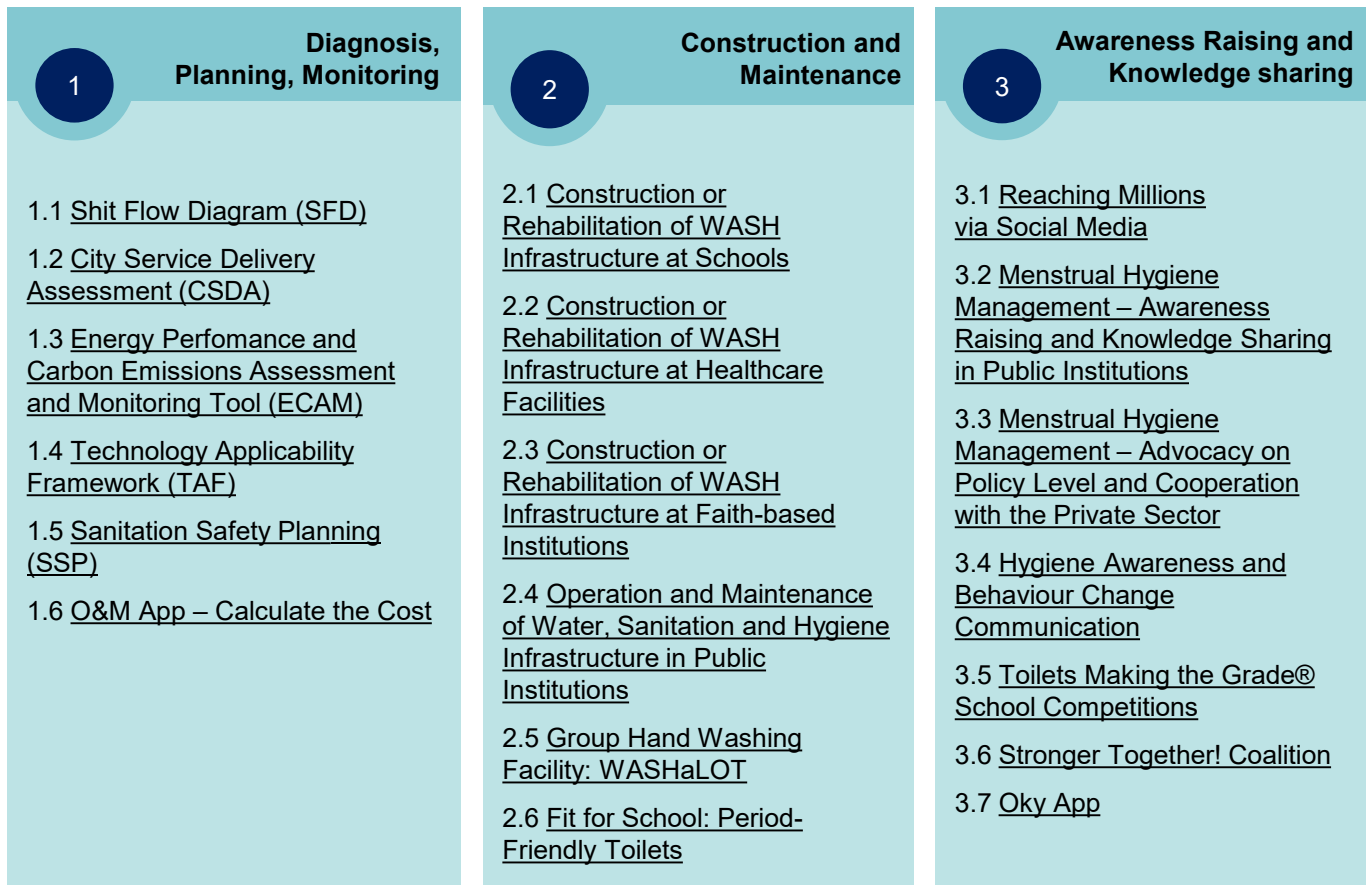 Diagnosis,
Planning, Monitoring
1
1.1 Shit Flow Diagram (SFD)
1.2 City Service Delivery
Assessment (CSDA)
1.3 Energy Perfomance and
Carbon Emissions Assessment
and Monitoring Tool (ECAM)
1.4 Technology Applicability
Framework (TAF)
1.5 Sanitation Safety Planning
(SSP)
1.6 O&M App – Calculate the Cost
Construction and
Maintenance
2
2.1 Construction or
Rehabilitation of WASH
Infrastructure at Schools
2.2 Construction or
Rehabilitation of WASH
Infrastructure at Healthcare
Facilities
2.3 Construction or
Rehabilitation of WASH
Infrastructure at Faith-based
Institutions
2.4 Operation and Maintenance
of Water, Sanitation and Hygiene
Infrastructure in Public
Institutions
2.5 Group Hand Washing
Facility: WASHaLOT
2.6 Fit for School: Period-
Friendly Toilets
Awareness Raising and
Knowledge sharing
3
3.1 Reaching Millions
via Social Media
3.2 Menstrual Hygiene
Management – Awareness
Raising and Knowledge Sharing
in Public Institutions
3.3 Menstrual Hygiene
Management – Advocacy on
Policy Level and Cooperation
with the Private Sector
3.4 Hygiene Awareness and
Behaviour Change
Communication
3.5 Toilets Making the Grade®
School Competitions
3.6 Stronger Together! Coalition
3.7 Oky App